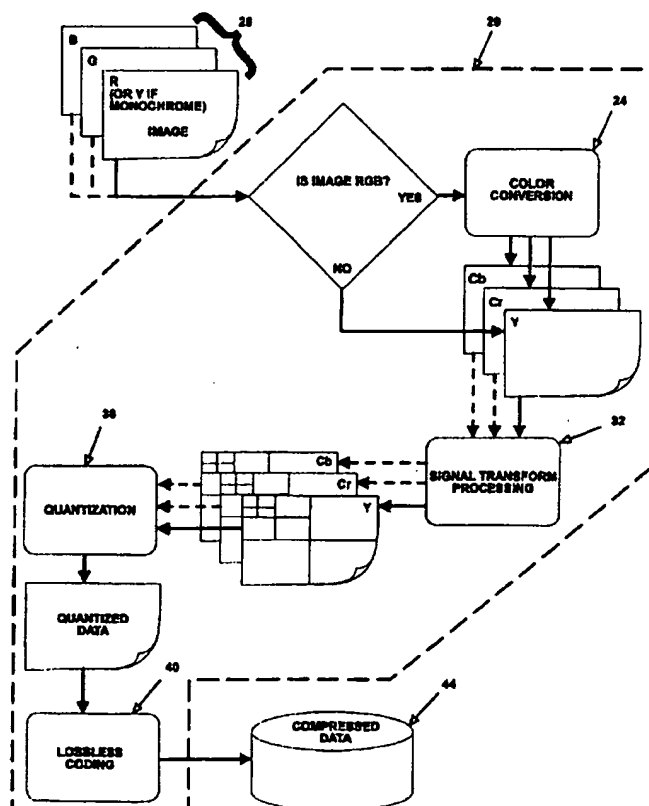 B
28
G
R
(OR Y IF
MONOCHROME)
IMAGE
29
24
IS IMAGE RGB?
YES
COLOR
CONVERSION
NO
Cb
Cr
Y
38
32
QUANTIZATION
Cb
Cr
Y
SIGNAL TRANSFORM
PROCESSING
QUANTIZED
DATA
40
44
LOSSLESS
CODING
COMPRESSED
DATA